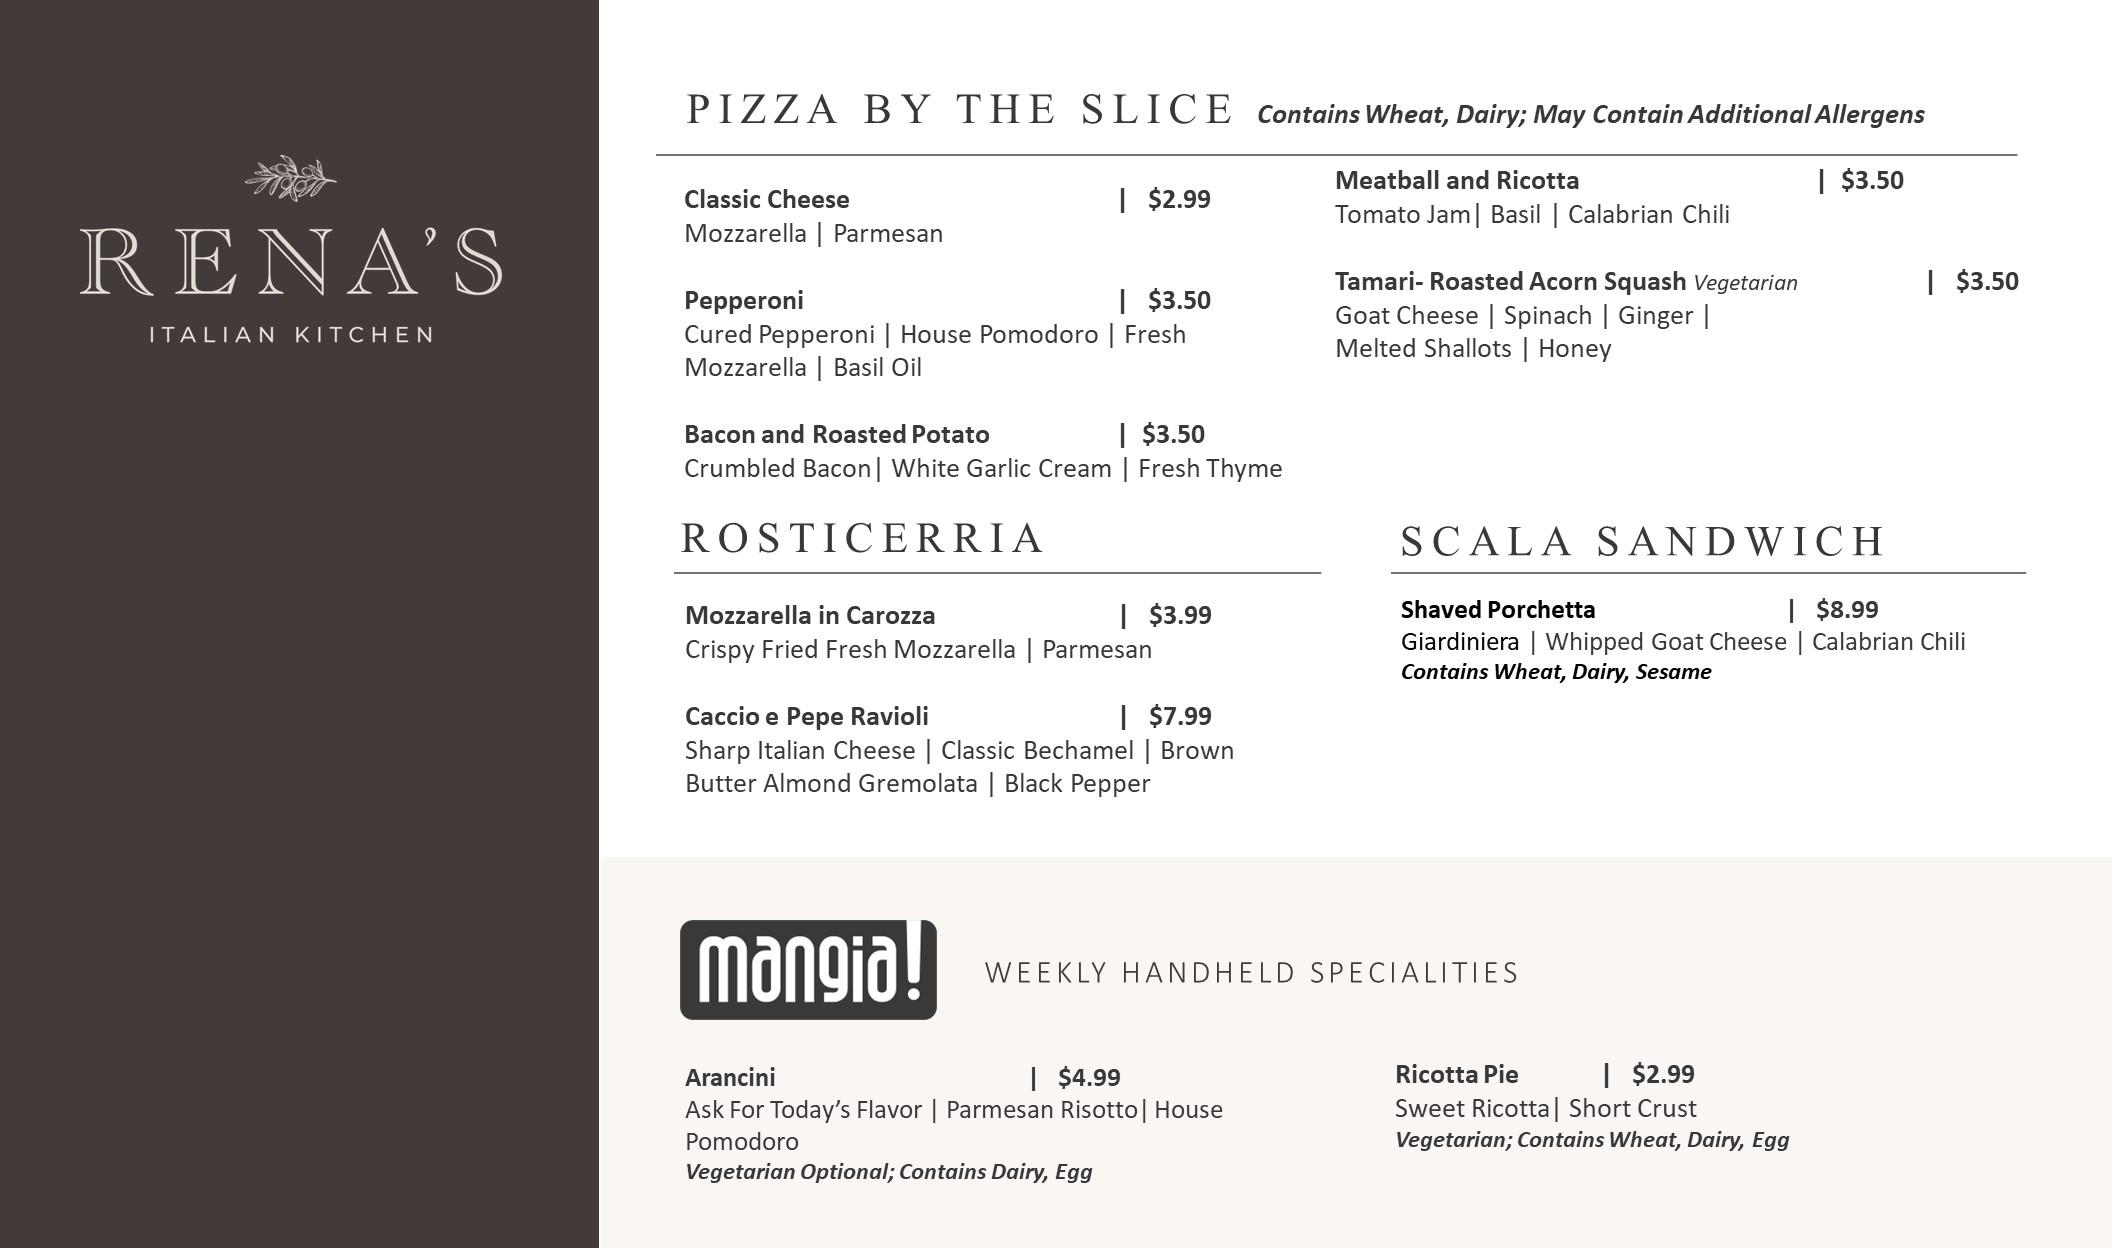 RENA'S
ITALIAN KITCHEN
PIZZA BY THE SLICE Contains Wheat, Dairy; May Contain Additional Allergens
Classic Cheese | $2.99
Mozzarella | Parmesan
Pepperoni | $3.50
Cured Pepperoni | House Pomodoro | Fresh
Mozzarella | Basil Oil
Bacon and Roasted Potato | $3.50
Crumbled Bacon| White Garlic Cream | Fresh Thyme
Meatball and Ricotta | $3.50
Tomato Jam| Basil | Calabrian Chili
Tamari- Roasted Acorn Squash Vegetarian | $3.50
Goat Cheese | Spinach | Ginger |
Melted Shallots | Honey
ROSTICERRIA
Mozzarella in Carozza | $3.99
Crispy Fried Fresh Mozzarella | Parmesan
Caccio e Pepe Ravioli | $7.99
Sharp Italian Cheese | Classic Bechamel | Brown
Butter Almond Gremolata | Black Pepper
SCALA SANDWICH
Shaved Porchetta | $8.99
Giardiniera | Whipped Goat Cheese | Calabrian Chili
Contains Wheat, Dairy, Sesame
mangia! WEEKLY HANDHELD SPECIALITIES
Arancini | $4.99
Ask For Today’s Flavor | Parmesan Risotto| House
Pomodoro
Vegetarian Optional; Contains Dairy, Egg
Ricotta Pie | $2.99
Sweet Ricotta| Short Crust
Vegetarian; Contains Wheat, Dairy, Egg